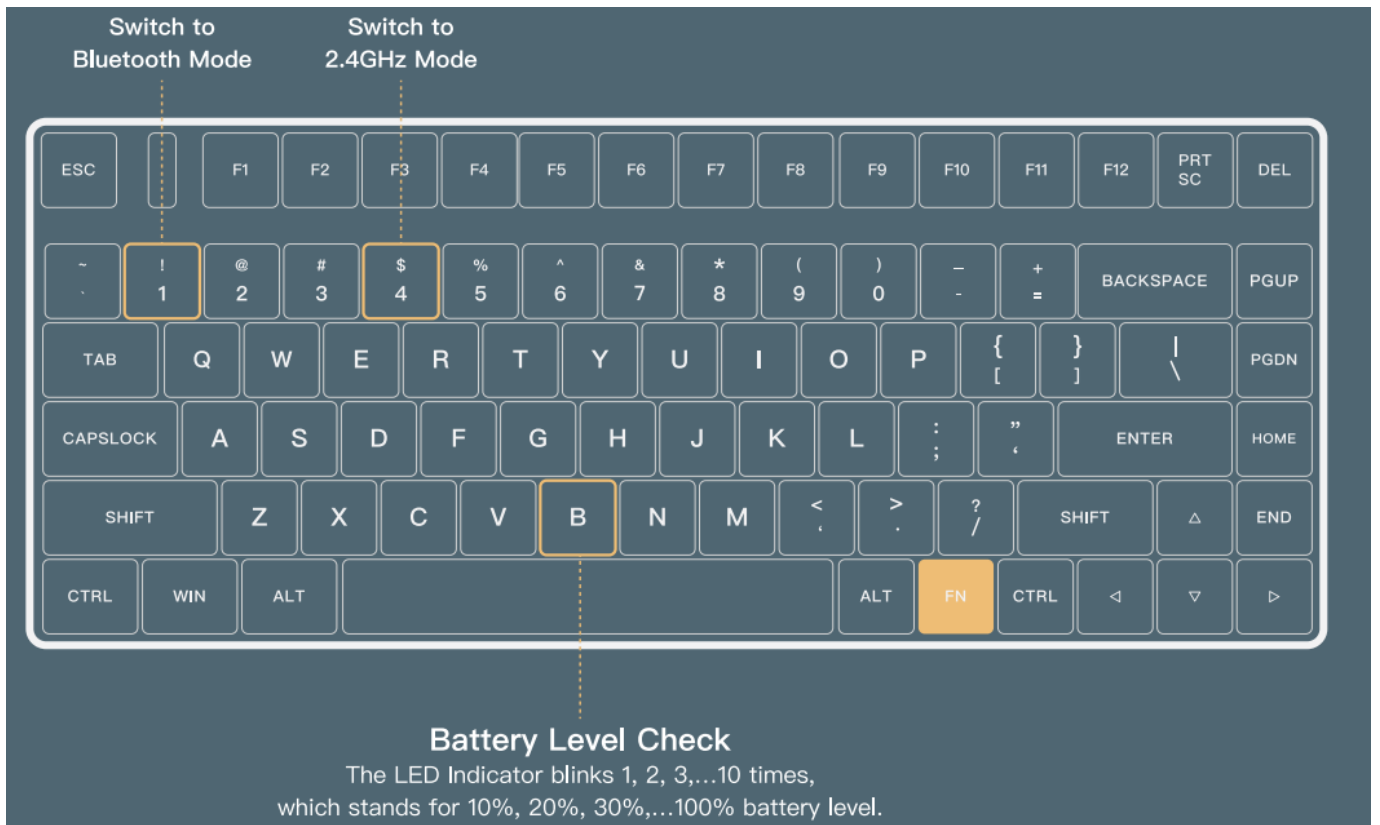 Switch to Bluetooth Mode
Switch to 2.4GHz Mode
ESC F1 F2 F3 F4 F5 F6 F7 F8 F9 F10 F11 F12 PRT SC DEL
~ ! @ # $ % ^ & * ( ) — +
` 1 2 3 4 5 6 7 8 9 0 - = BACKSPACE PGUP
TAB Q W E R T Y U I O P { [ } ] | \ PGDN
CAPSLOCK A S D F G H J K L : ; ” ‘ ENTER HOME
SHIFT Z X C V B N M < ‘ > . ? / SHIFT △ END
CTRL WIN ALT ALT FN CTRL ◁ ▽ ▷
Battery Level Check
The LED Indicator blinks 1, 2, 3,...10 times,
which stands for 10%, 20%, 30%,...100% battery level.